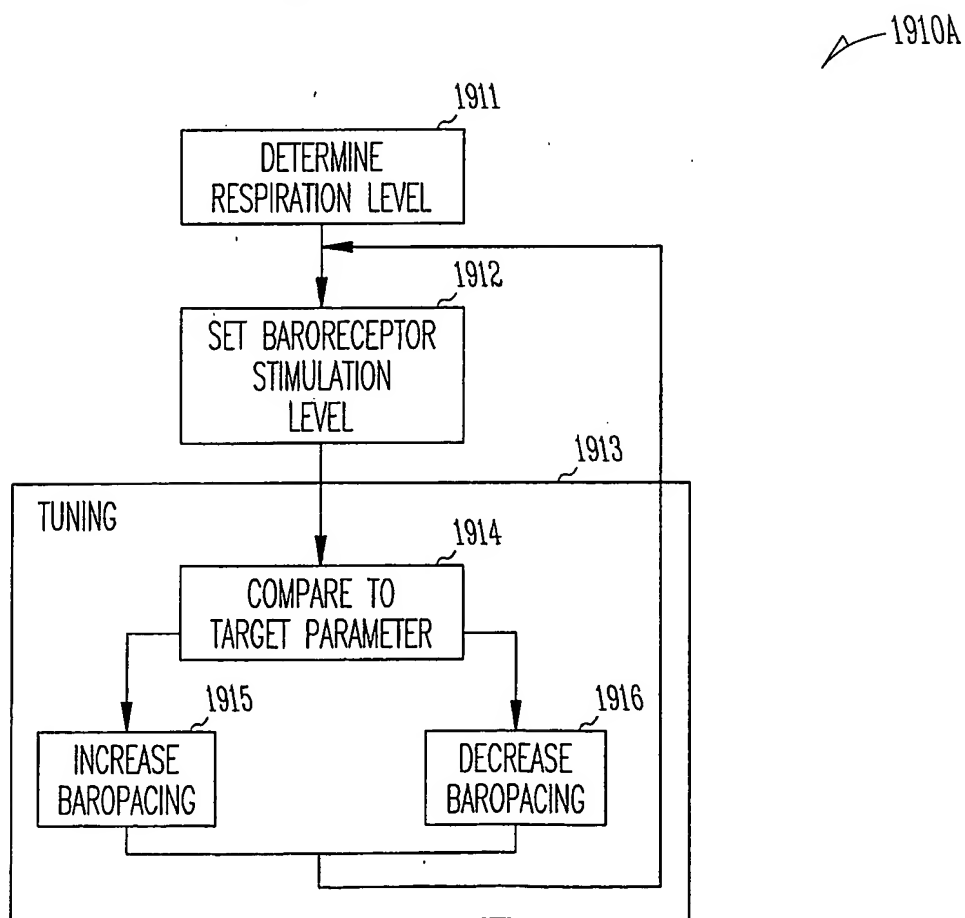 1910A
1911
DETERMINE
RESPIRATION LEVEL
1912
SET BARORECEPTOR
STIMULATION
LEVEL
1913
TUNING
1914
COMPARE TO
TARGET PARAMETER
1915
INCREASE
BAROPACING
1916
DECREASE
BAROPACING